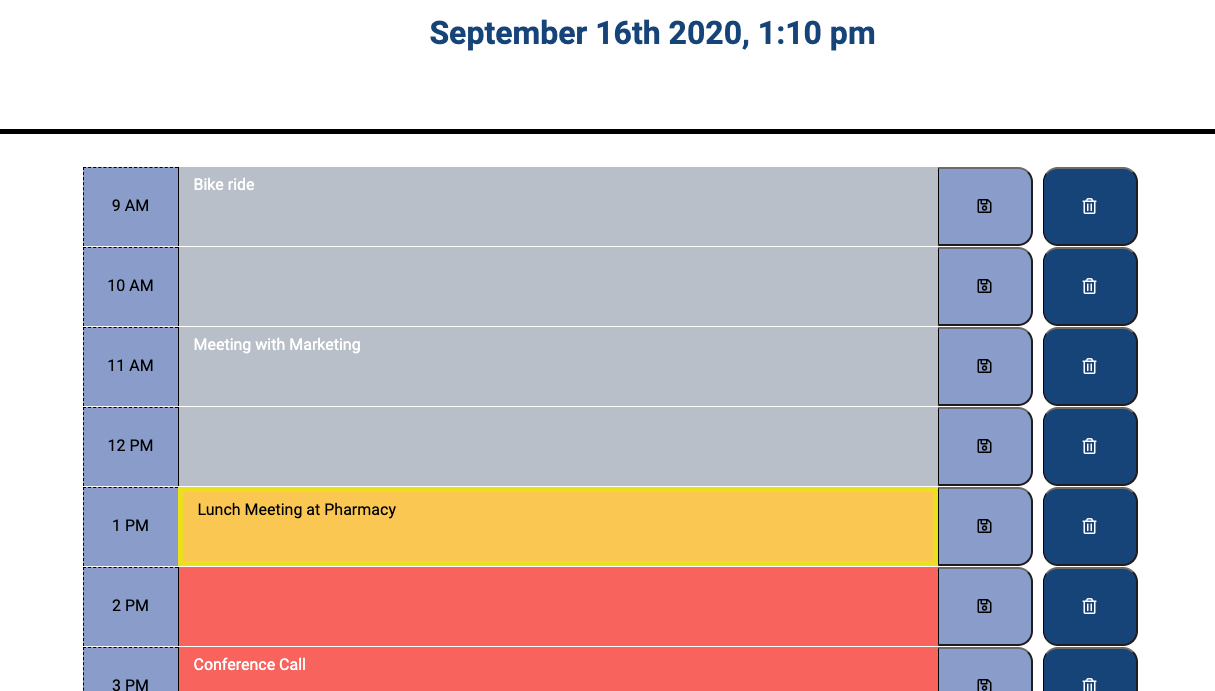 September 16th 2020, 1:10 pm
9 AM
Bike ride
10 AM
11 AM
Meeting with Marketing
12 PM
1 PM
Lunch Meeting at Pharmacy
2 PM
3 PM
Conference Call